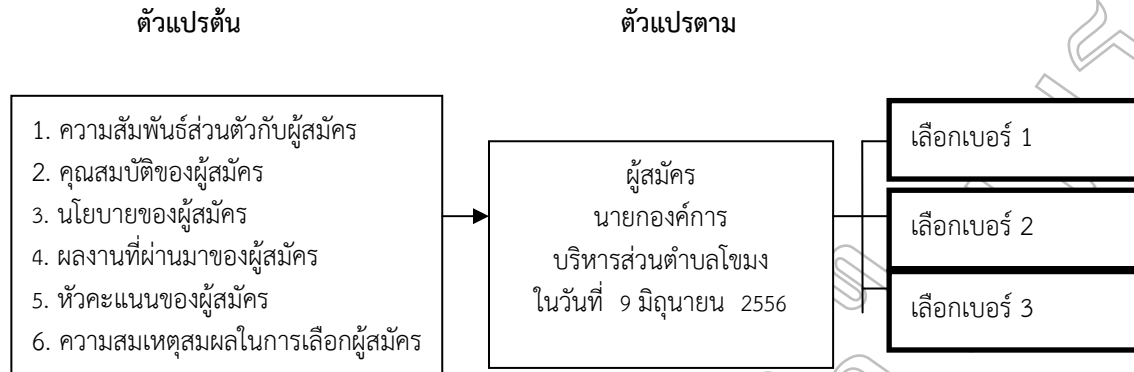 ตัวแปรต้น
ตัวแปรตาม
1. ความสัมพันธ์ส่วนตัวกับผู้สมัคร
2. คุณสมบัติของผู้สมัคร
3. นโยบายของผู้สมัคร
4. ผลงานที่ผ่านมาของผู้สมัคร
5. หัวคะแนนของผู้สมัคร
6. ความสมเหตุสมผลในการเลือกผู้สมัคร
ผู้สมัคร
นายกองค์การ
บริหารส่วนตำบลโขมง
ในวันที่ 9 มิถุนายน 2556
เลือกเบอร์ 1
เลือกเบอร์ 2
เลือกเบอร์ 3